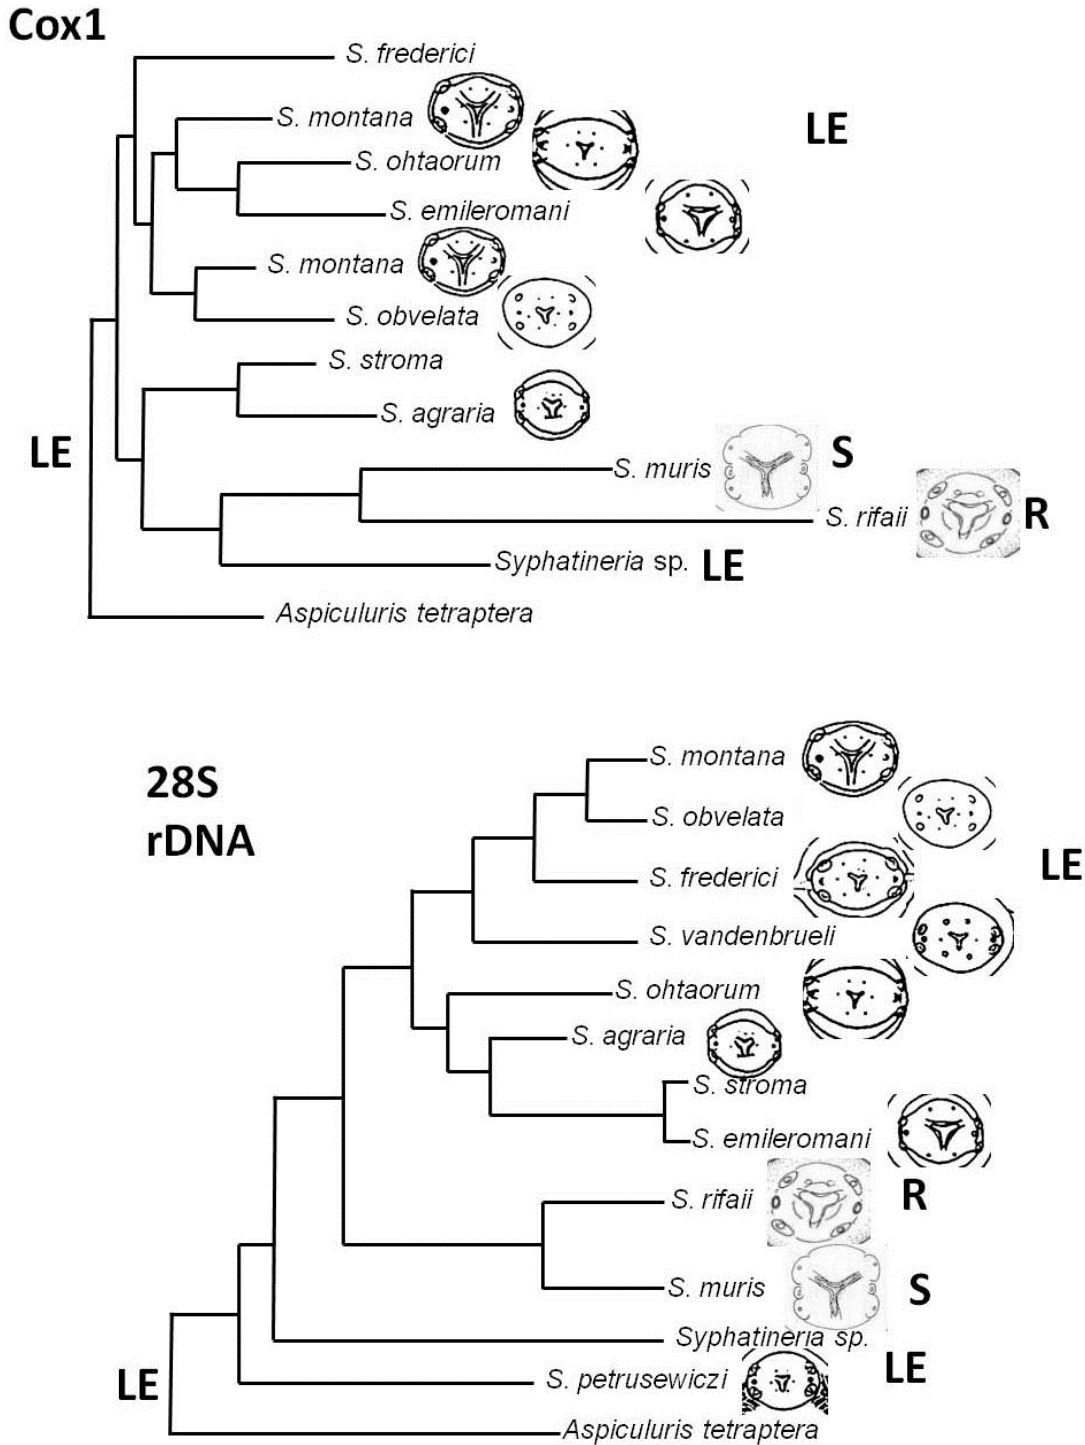 Cox1
S. frederici
S. montana
LE
S. ohtaorum
S. emileromani
S. montana
S. obvelata
S. stroma
S. agraria
LE
S. muris
S
S. rifaii
R
Syphatineria sp. LE
Aspiculuris tetraptera
28S
rDNA
S. montana
S. obvelata
LE
S. frederici
S. vandenbrueli
S. ohtaorum
S. agraria
S. stroma
S. emileromani
S. rifaii
R
S. muris
S
Syphatineria sp.
LE
S. petrusewiczi
LE
Aspiculuris tetraptera